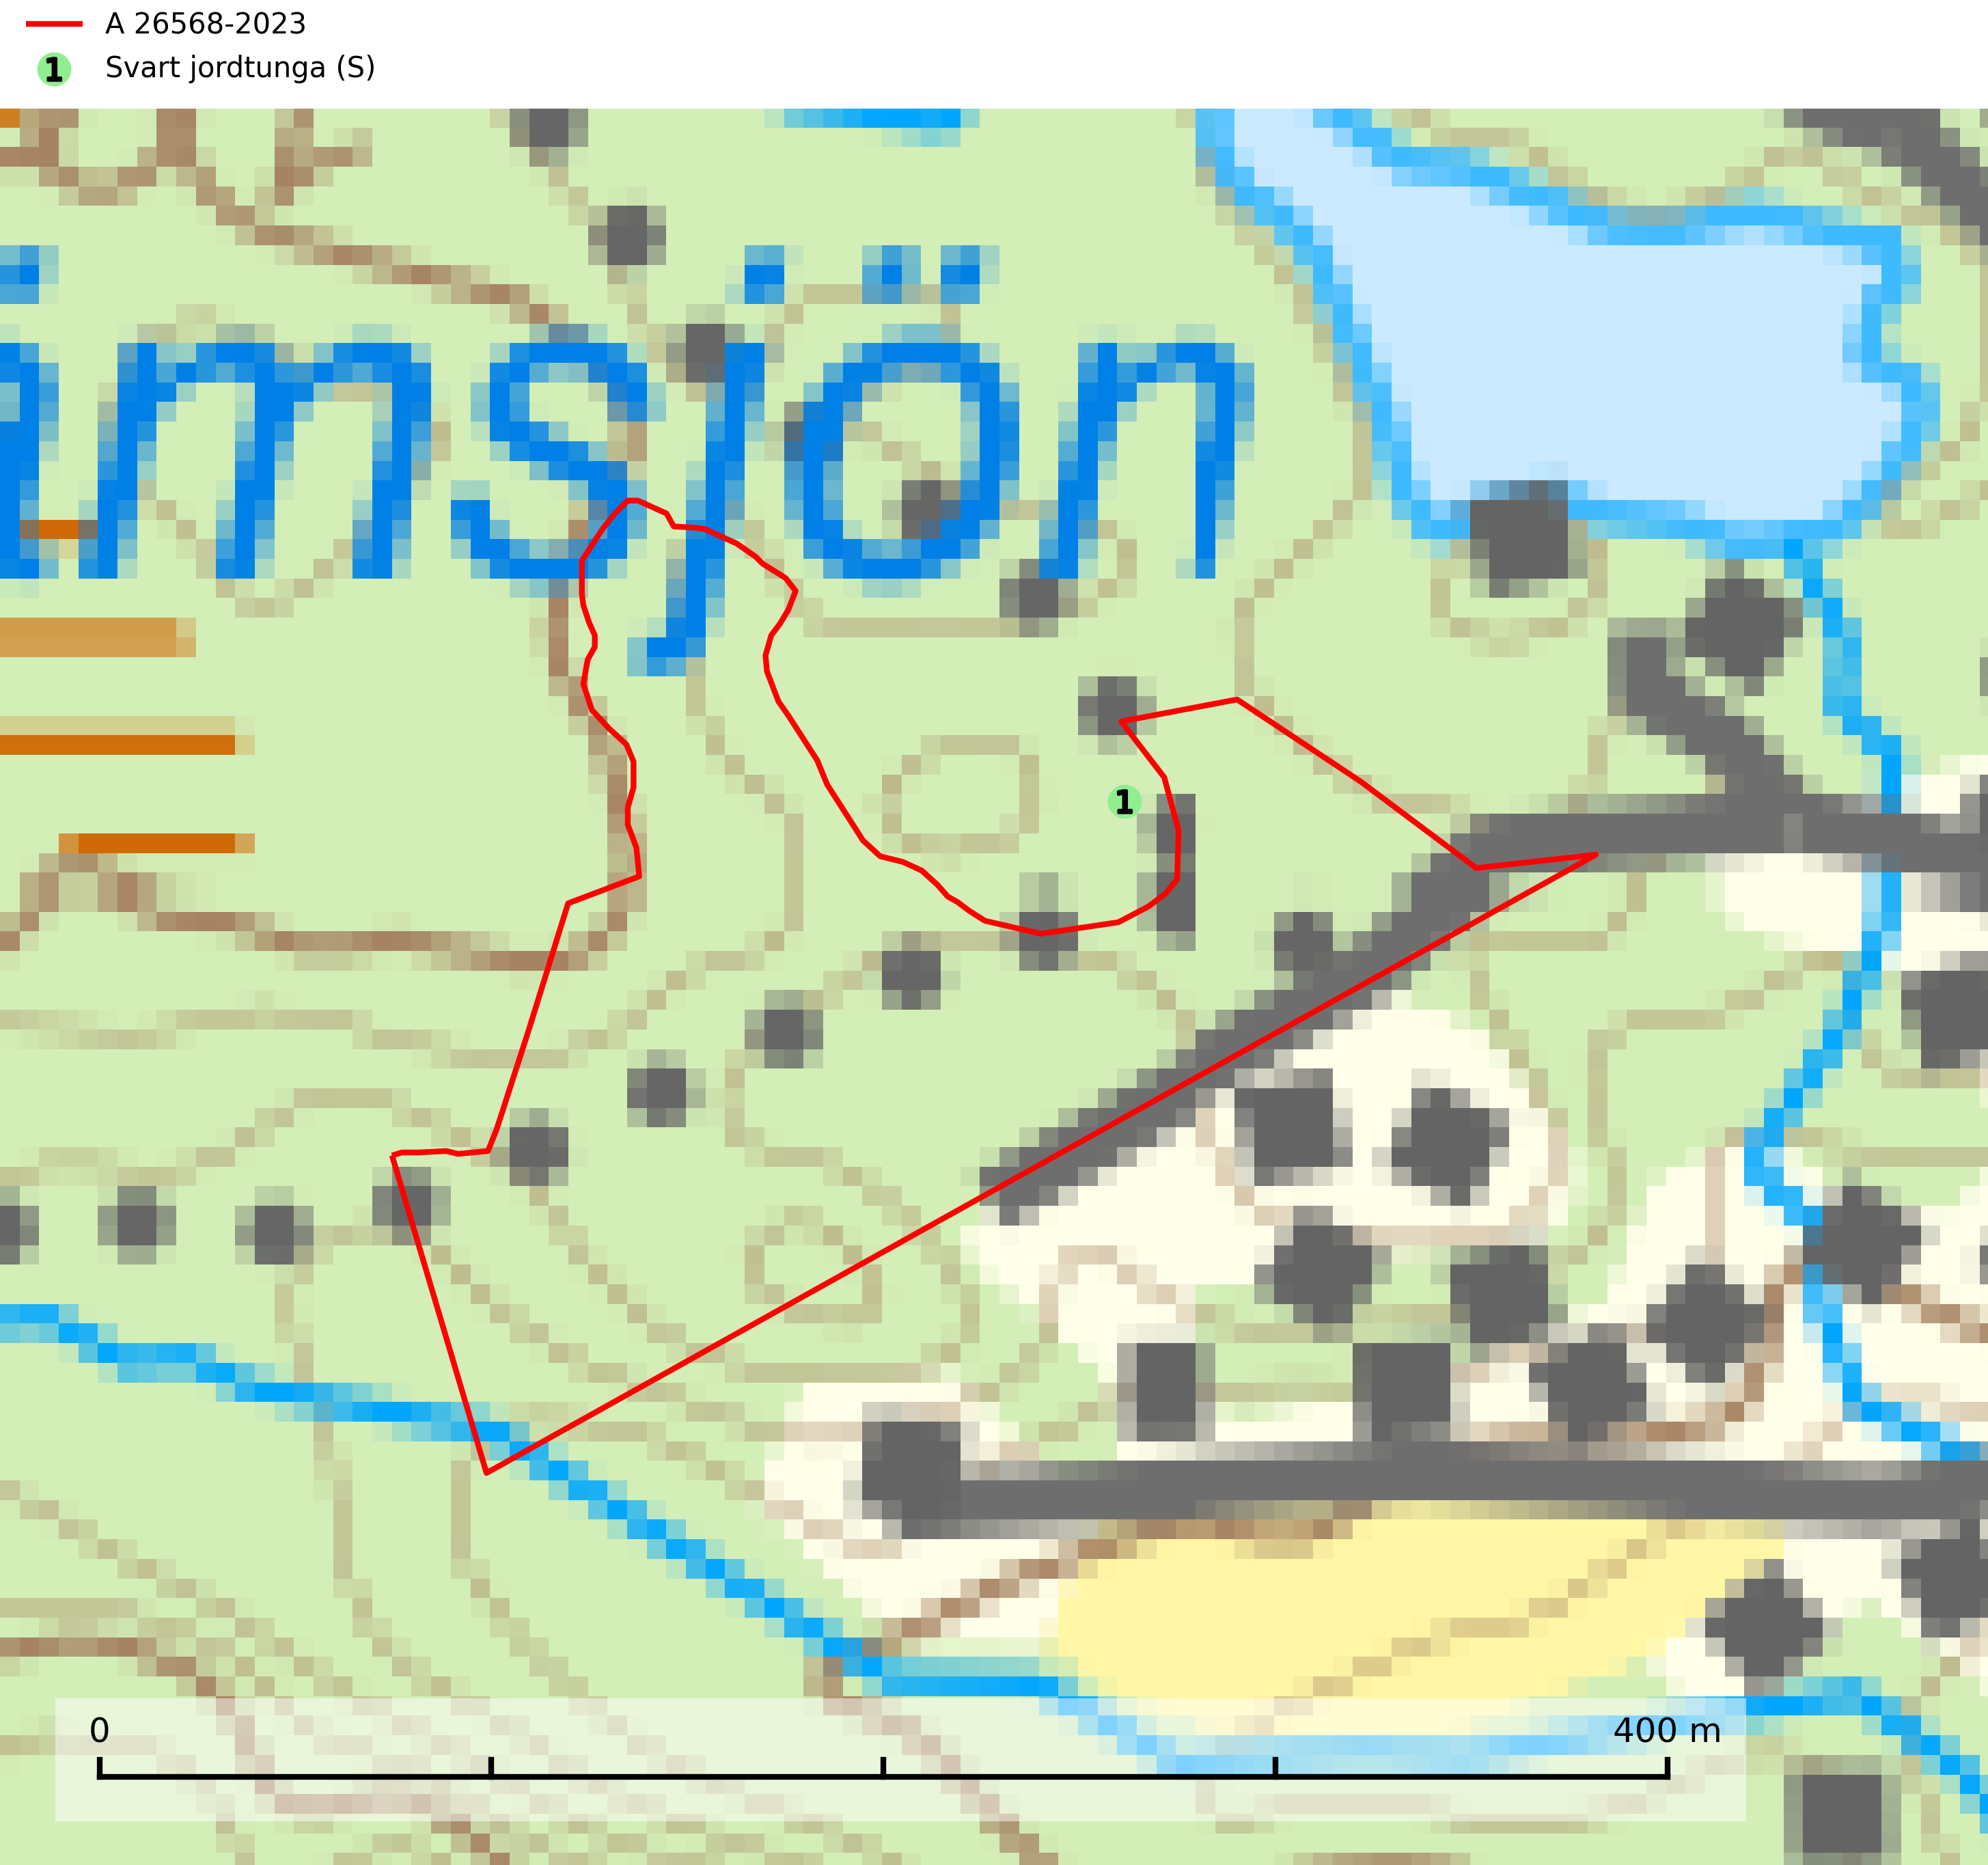 A 26568-2023
1 Svart jordtunga (S)
msjön
1
0 400 m